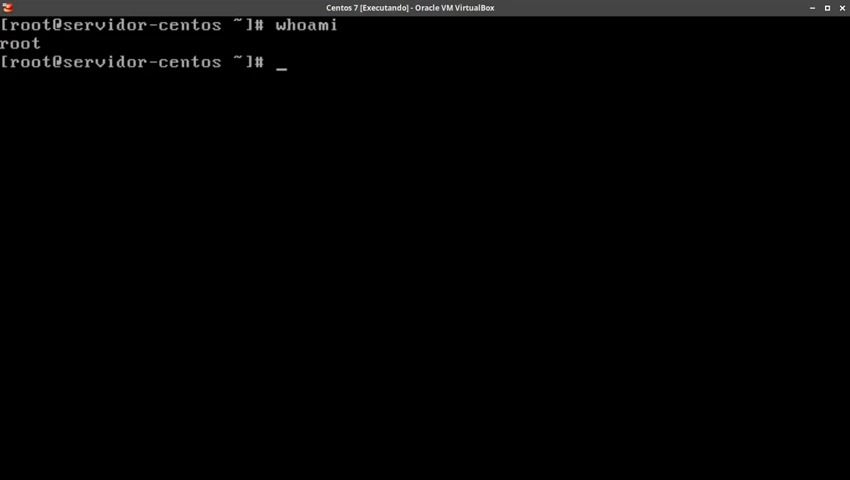 Centos 7 [Executando] - Oracle VM VirtualBox
[root@servidor-centos ~]# whoami
root
[root@servidor-centos ~]# _